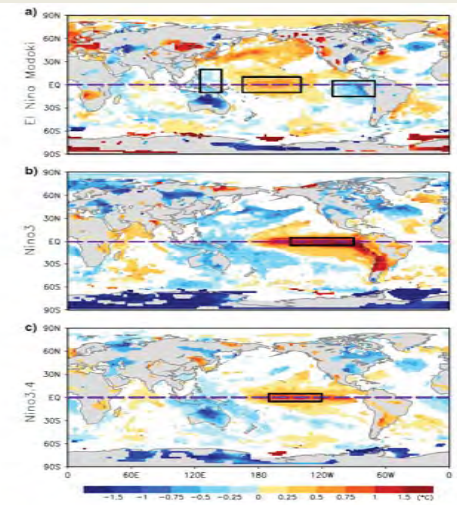 a)
El Nino Modoki
90N
60N
30N
EQ
30S
60S
90S
b)
Nino3
90N
60N
30N
EQ
30S
60S
90S
c)
Nino3.4
90N
60N
30N
EQ
30S
60S
90S
0 60E 120E 180 120W 60W 0
-1.5 -1 -0.75 -0.5 -0.25 0 0.25 0.5 0.75 1 1.5 (°C)